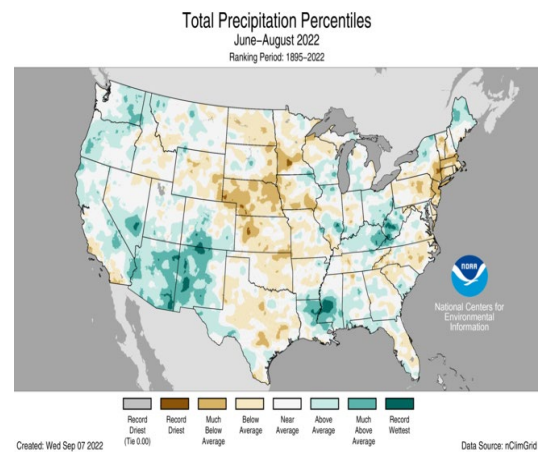 Total Precipitation Percentiles
June–August 2022
Ranking Period: 1895–2022
NOAA
National Centers for
Environmental
Information
Record
Driest
(Tie 0.00)
Record
Driest
Much
Below
Average
Below
Average
Near
Average
Above
Average
Much
Above
Average
Record
Wettest
Created: Wed Sep 07 2022
Data Source: nClimGrid